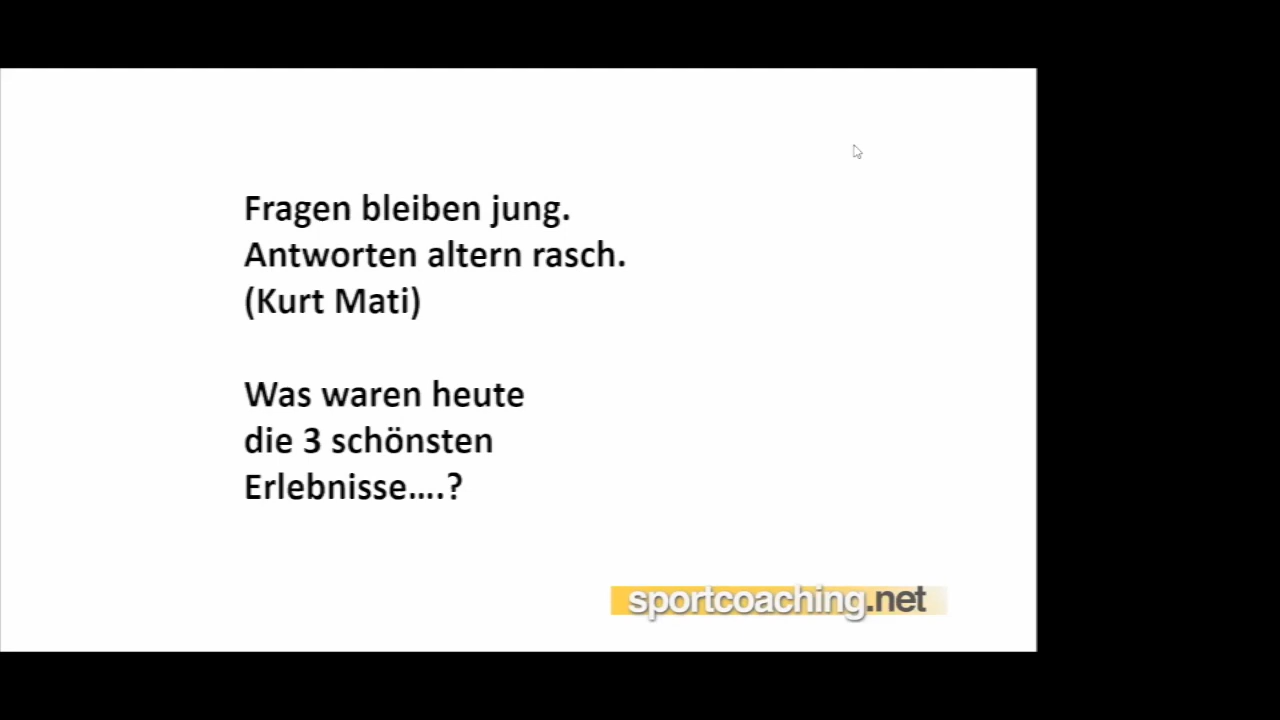 Fragen bleiben jung.
Antworten altern rasch.
(Kurt Mati)
Was waren heute
die 3 schönsten
Erlebnisse....?
sportcoaching.net